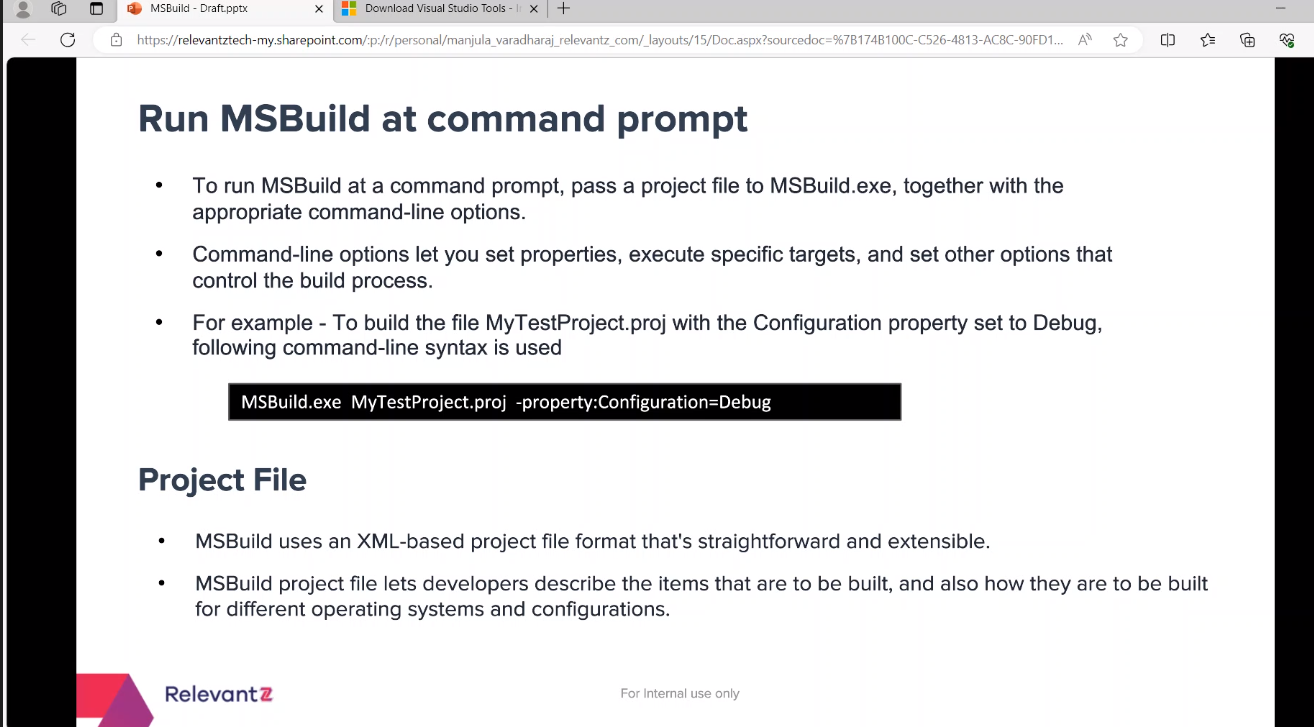 MSBuild - Draft.pptx
Download Visual Studio Tools -
https://relevantztech-my.sharepoint.com/:p:/r/personal/manjula_varadharaj_relevantz_com/_layouts/15/Doc.aspx?sourcedoc=%7B174B100C-C526-4813-AC8C-90FD1...
Run MSBuild at command prompt
• To run MSBuild at a command prompt, pass a project file to MSBuild.exe, together with the
appropriate command-line options.
• Command-line options let you set properties, execute specific targets, and set other options that
control the build process.
• For example - To build the file MyTestProject.proj with the Configuration property set to Debug,
following command-line syntax is used
MSBuild.exe MyTestProject.proj -property:Configuration=Debug
Project File
• MSBuild uses an XML-based project file format that's straightforward and extensible.
• MSBuild project file lets developers describe the items that are to be built, and also how they are to be built
for different operating systems and configurations.
RelevantZ
For Internal use only